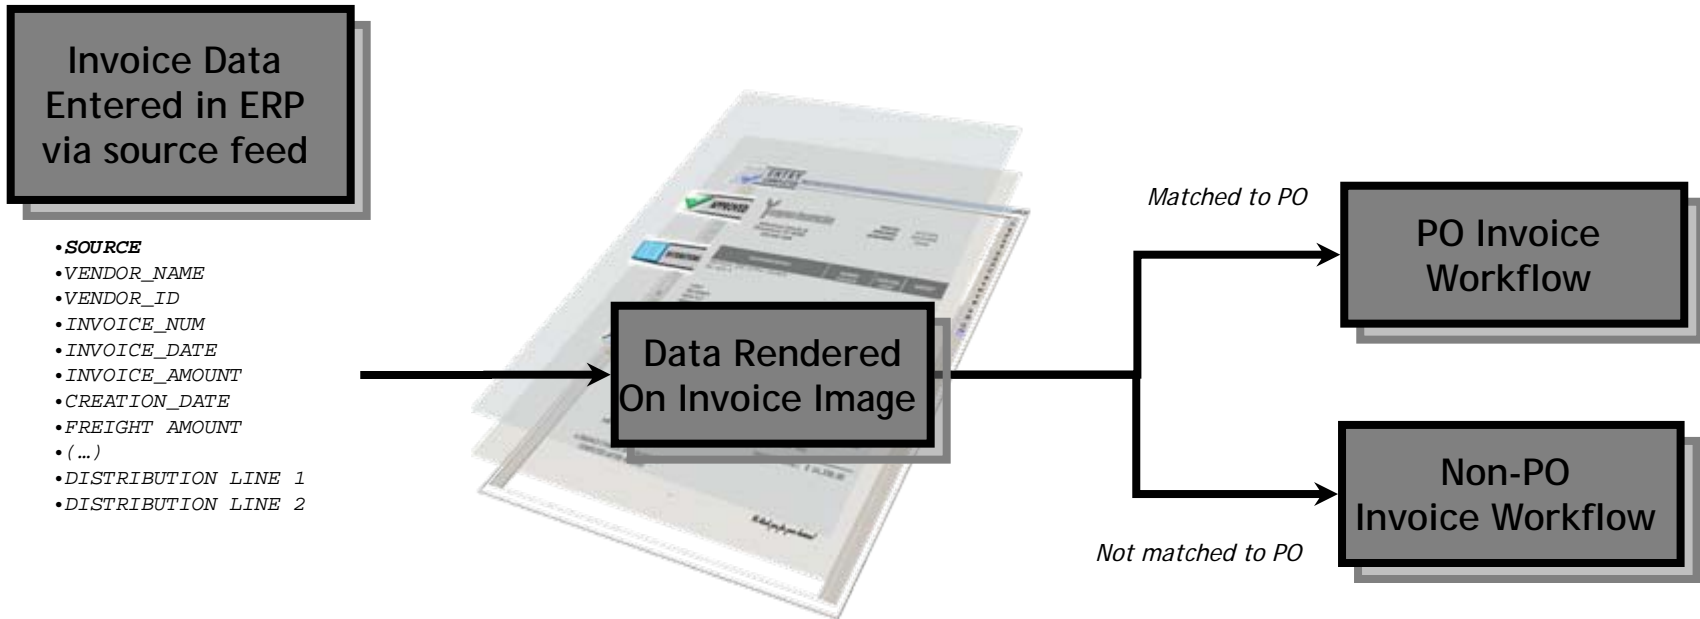 Invoice Data
Entered in ERP
via source feed
•SOURCE
•VENDOR_NAME
•VENDOR_ID
•INVOICE_NUM
•INVOICE_DATE
•INVOICE_AMOUNT
•CREATION_DATE
•FREIGHT AMOUNT
•(…)
•DISTRIBUTION LINE 1
•DISTRIBUTION LINE 2
ENTRY
APPROVED
Data Rendered
On Invoice Image
Matched to PO
PO Invoice
Workflow
Non-PO
Invoice Workflow
Not matched to PO